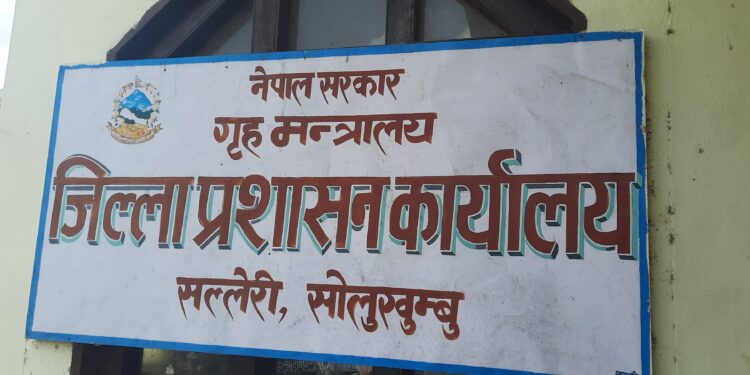 नेपाल सरकार
गृह मन्त्रालय
जिल्ला प्रशासन कार्यालय
सल्लेरी, सोलुखुम्बु